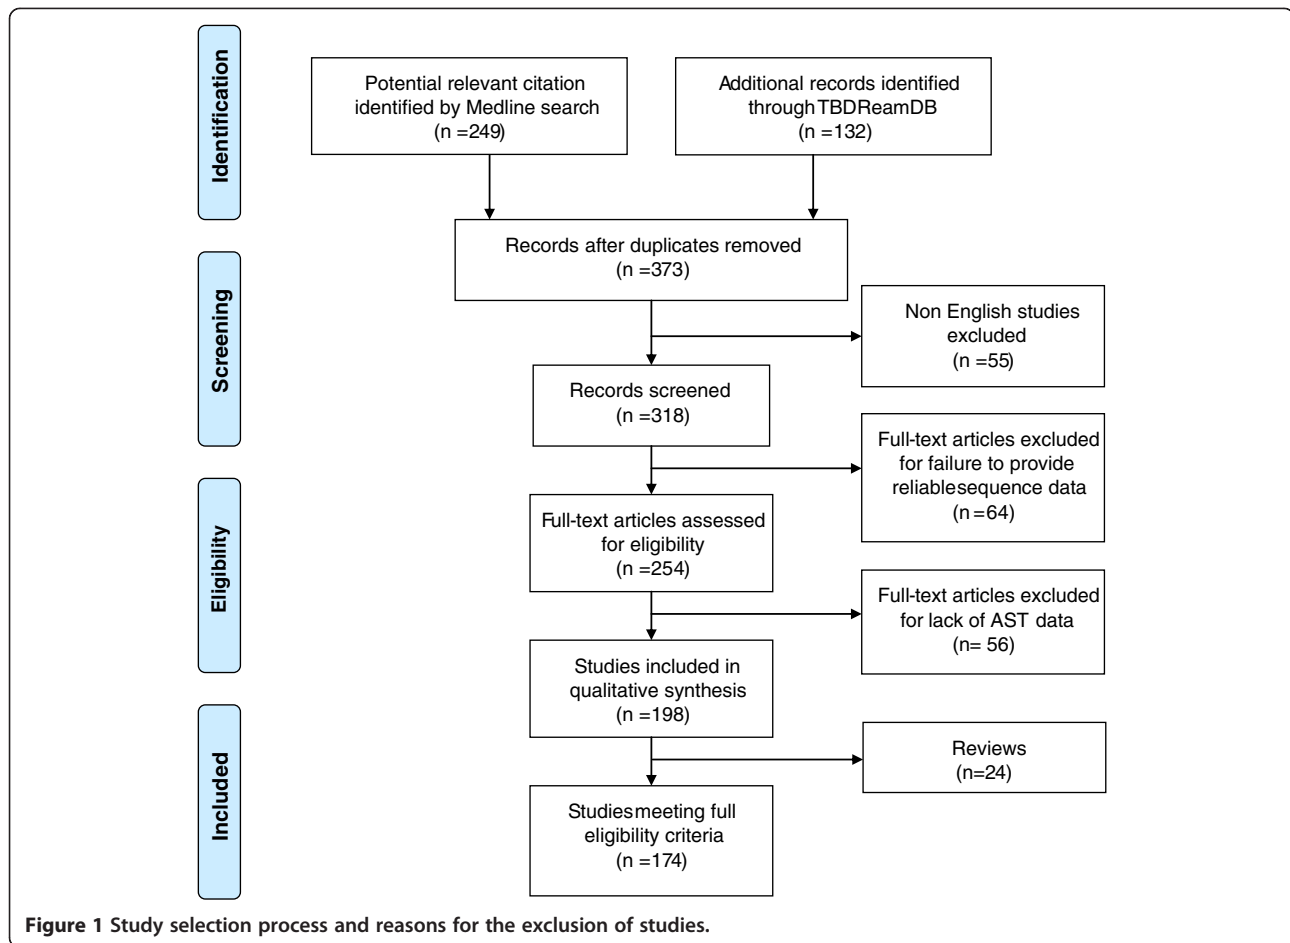 Identification
Potential relevant citation
identified by Medline search
(n =249)
Additional records identified
through TBDReamDB
(n =132)
Records after duplicates removed
(n =373)
Screening
Non English studies
excluded
(n =55)
Records screened
(n =318)
Full-text articles excluded
for failure to provide
reliablesequence data
(n =64)
Eligibility
Full-text articles assessed
for eligibility
(n =254)
Full-text articles excluded
for lack of AST data
(n= 56)
Studies included in
qualitative synthesis
(n =198)
Included
Reviews
(n=24)
Studiesmeeting full
eligibility criteria
(n =174)
Figure 1 Study selection process and reasons for the exclusion of studies.